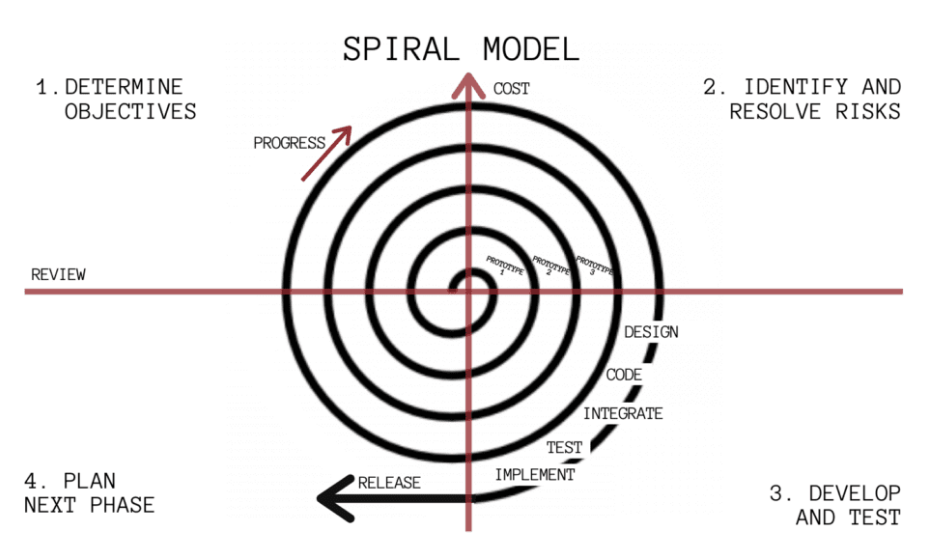 SPIRAL MODEL
1. DETERMINE
OBJECTIVES
COST
2. IDENTIFY AND
RESOLVE RISKS
PROGRESS
REVIEW
PROTOTYPE
1
PROTOTYPE
2
PROTOTYPE
3
DESIGN
CODE
INTEGRATE
TEST
IMPLEMENT
RELEASE
4. PLAN
NEXT PHASE
3. DEVELOP
AND TEST